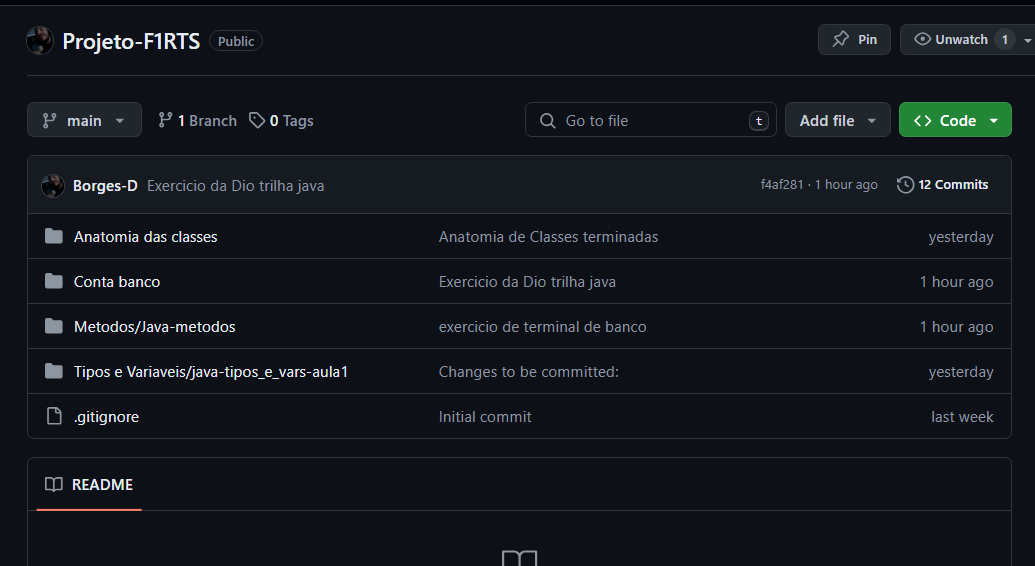 Projeto-F1RTS Public Pin Unwatch 1
main 1 Branch 0 Tags Go to file t Add file Code
Borges-D Exercicio da Dio trilha java f4af281 · 1 hour ago 12 Commits
Anatomia das classes Anatomia de Classes terminadas yesterday
Conta banco Exercicio da Dio trilha java 1 hour ago
Metodos/Java-metodos exercicio de terminal de banco 1 hour ago
Tipos e Variaveis/java-tipos_e_vars-aula1 Changes to be committed: yesterday
.gitignore Initial commit last week
README